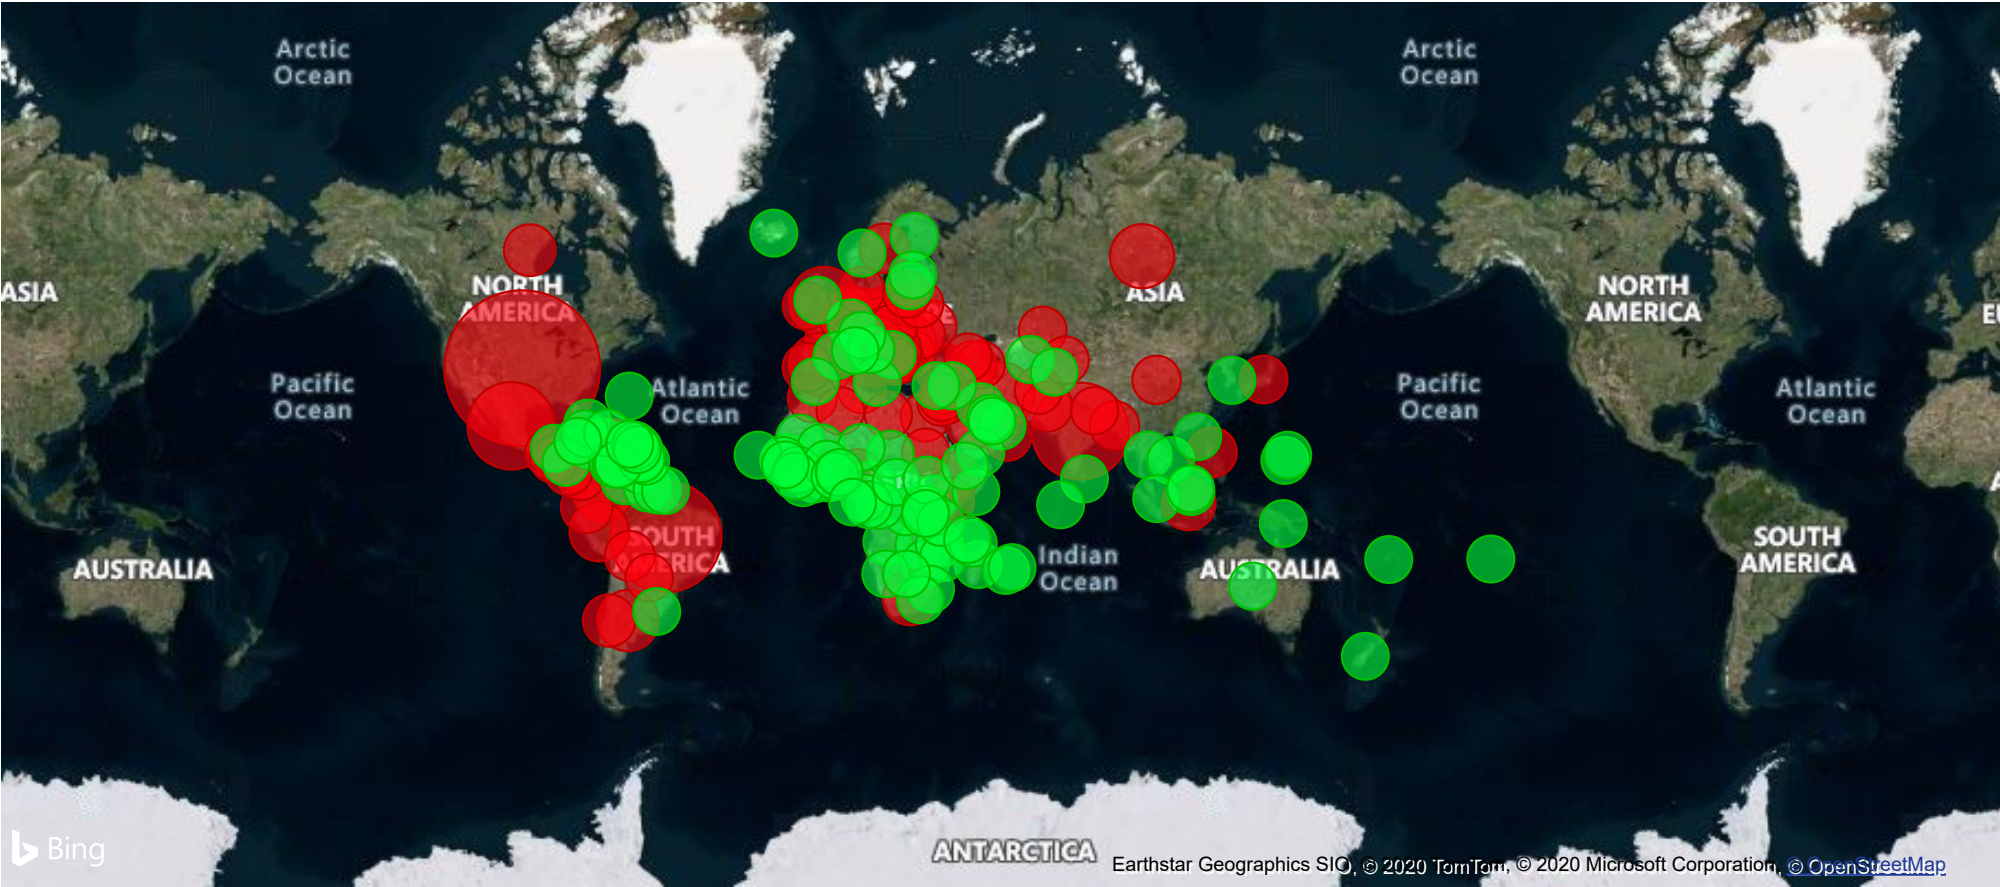 Arctic
Ocean
Arctic
Ocean
NORTH
AMERICA
ASIA
ASIA
NORTH
AMERICA
Pacific
Ocean
Atlantic
Ocean
Pacific
Ocean
Atlantic
Ocean
SOUTH
AMERICA
Indian
Ocean
SOUTH
AMERICA
AUSTRALIA
AUSTRALIA
ANTARCTICA
Bing
Earthstar Geographics SIO, © 2020 TomTom, © 2020 Microsoft Corporation, © OpenStreetMap